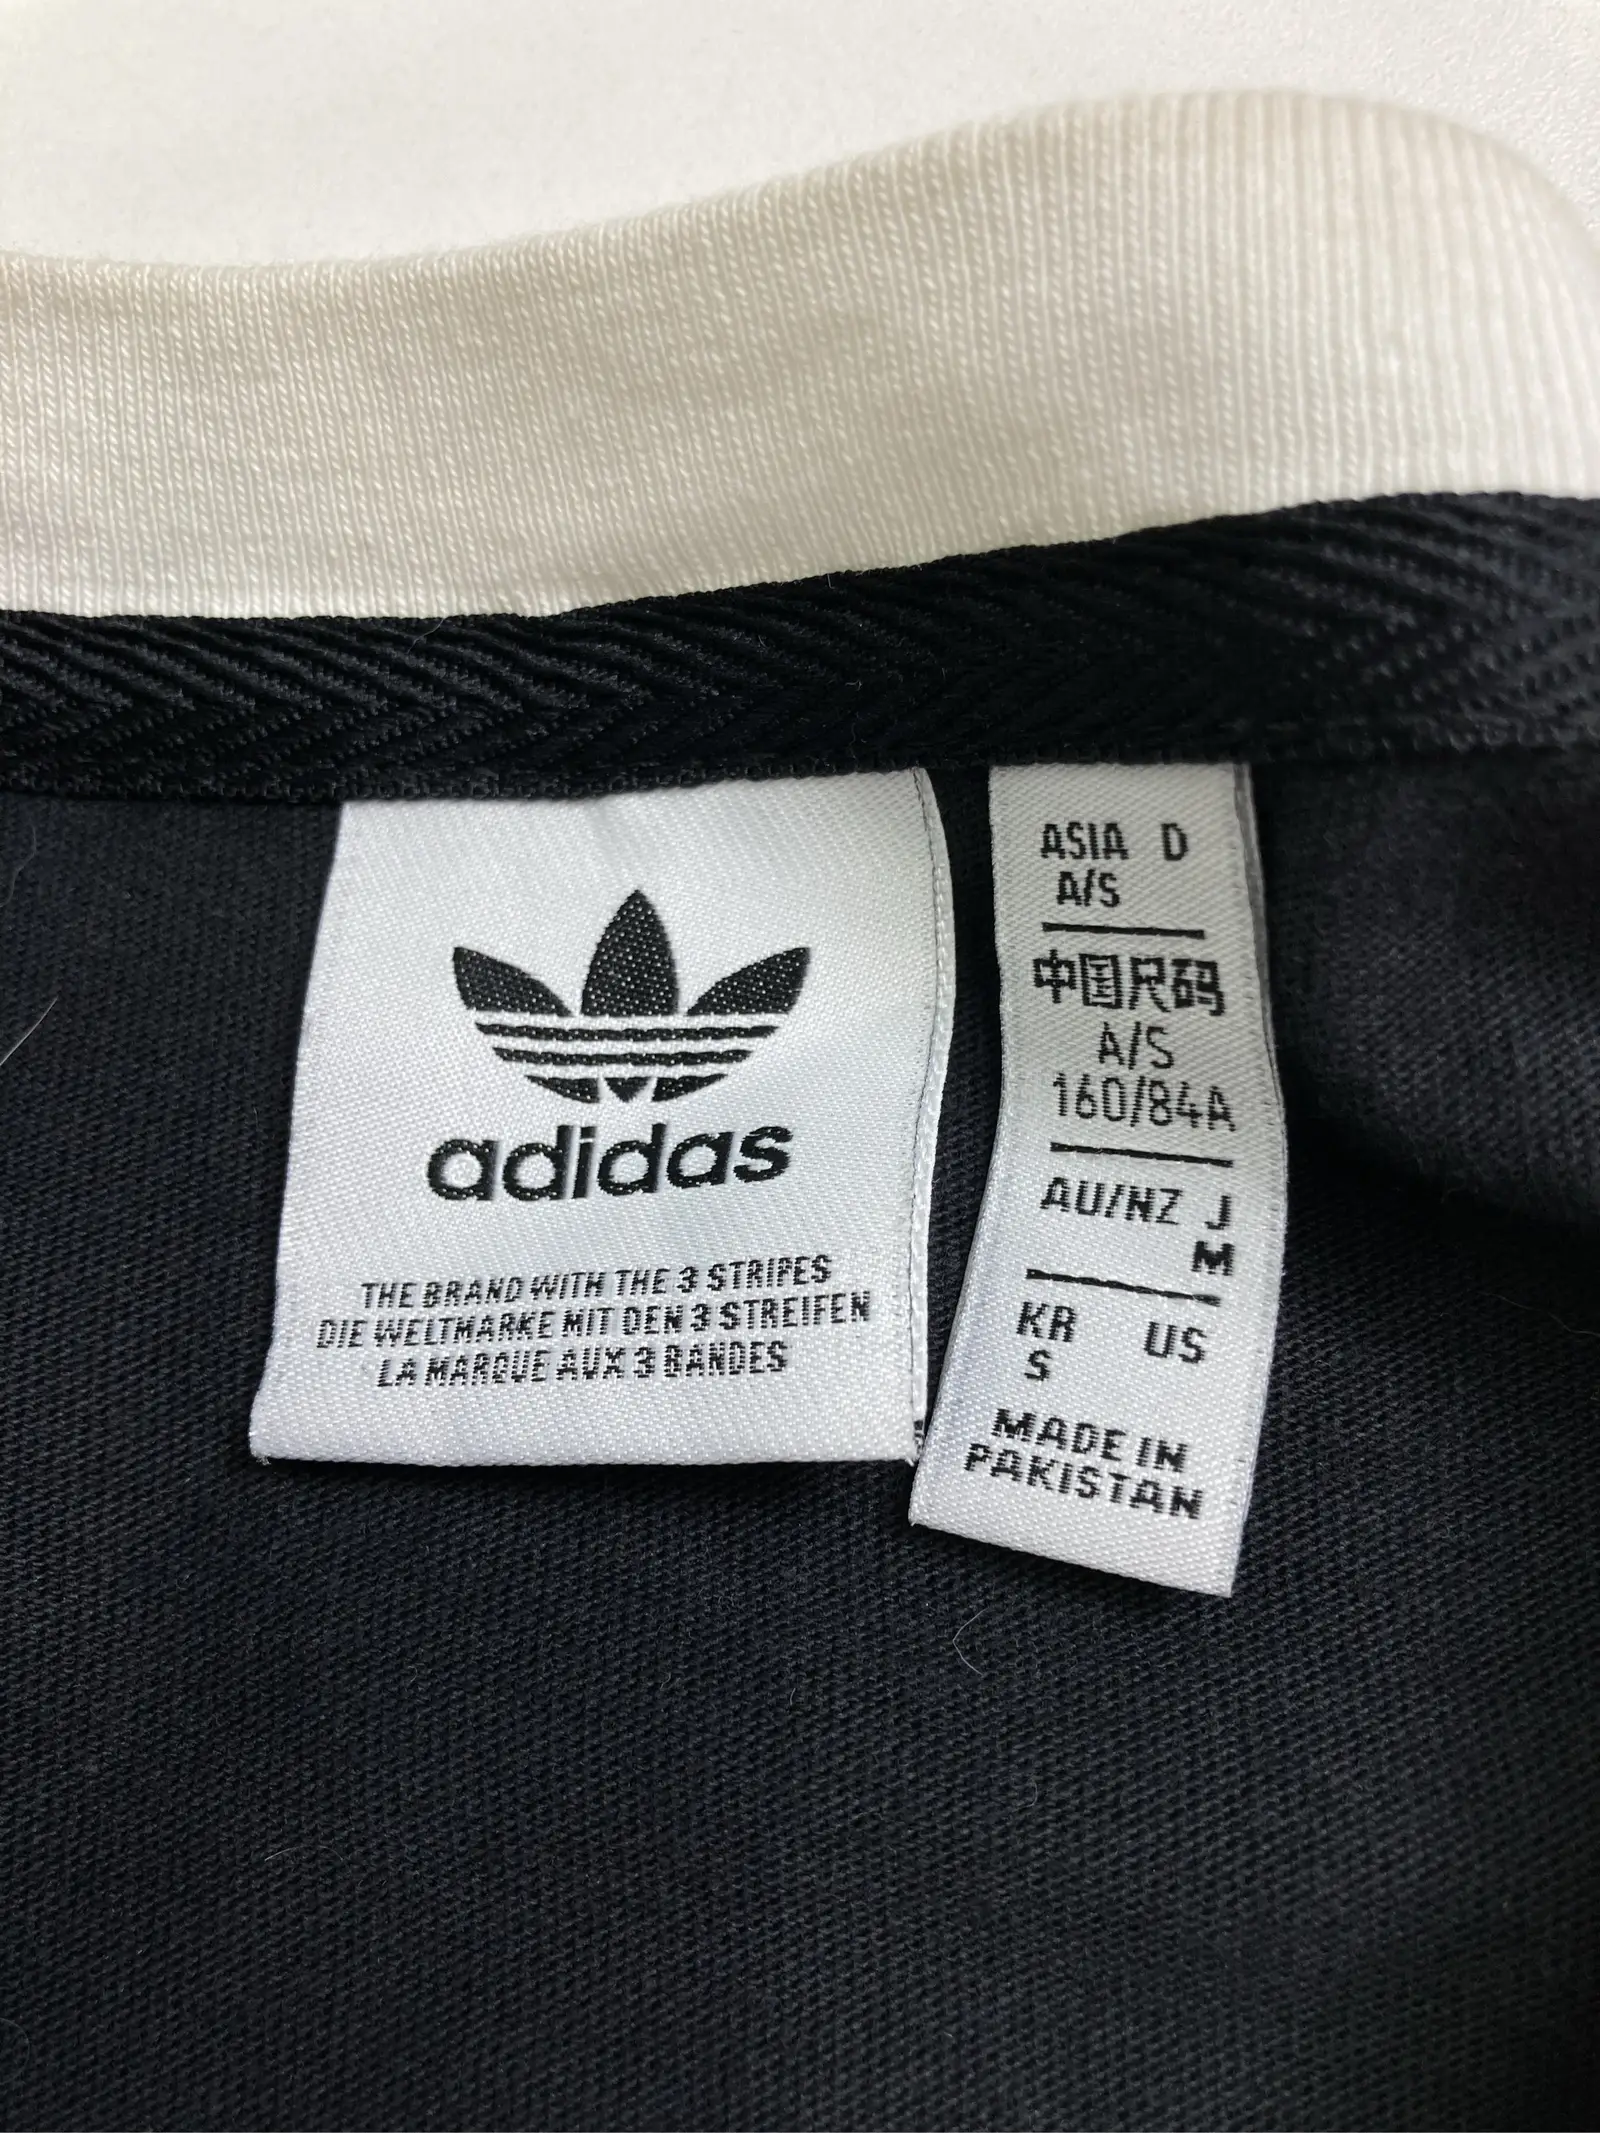 adidas
THE BRAND WITH THE 3 STRIPES
DIE WELTMARKE MIT DEN 3 STREIFEN
LA MARQUE AUX 3 BANDES
ASIA D
A/S
中国尺码
A/S
160/84A
AU/NZ J
M
KR US
S
MADE IN
PAKISTAN